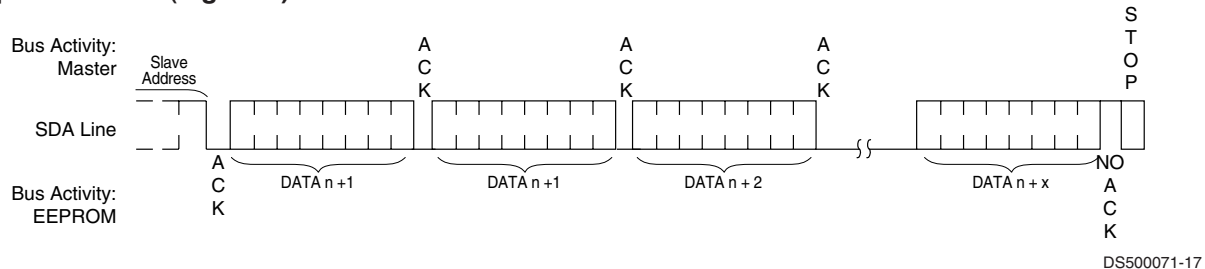 S
T
O
P
Bus Activity:
Master
Slave
Address
A
C
K
A
C
K
A
C
K
SDA Line
A
C
K
DATA n +1
DATA n +1
DATA n + 2
DATA n + x
NO
A
C
K
Bus Activity:
EEPROM
DS500071-17